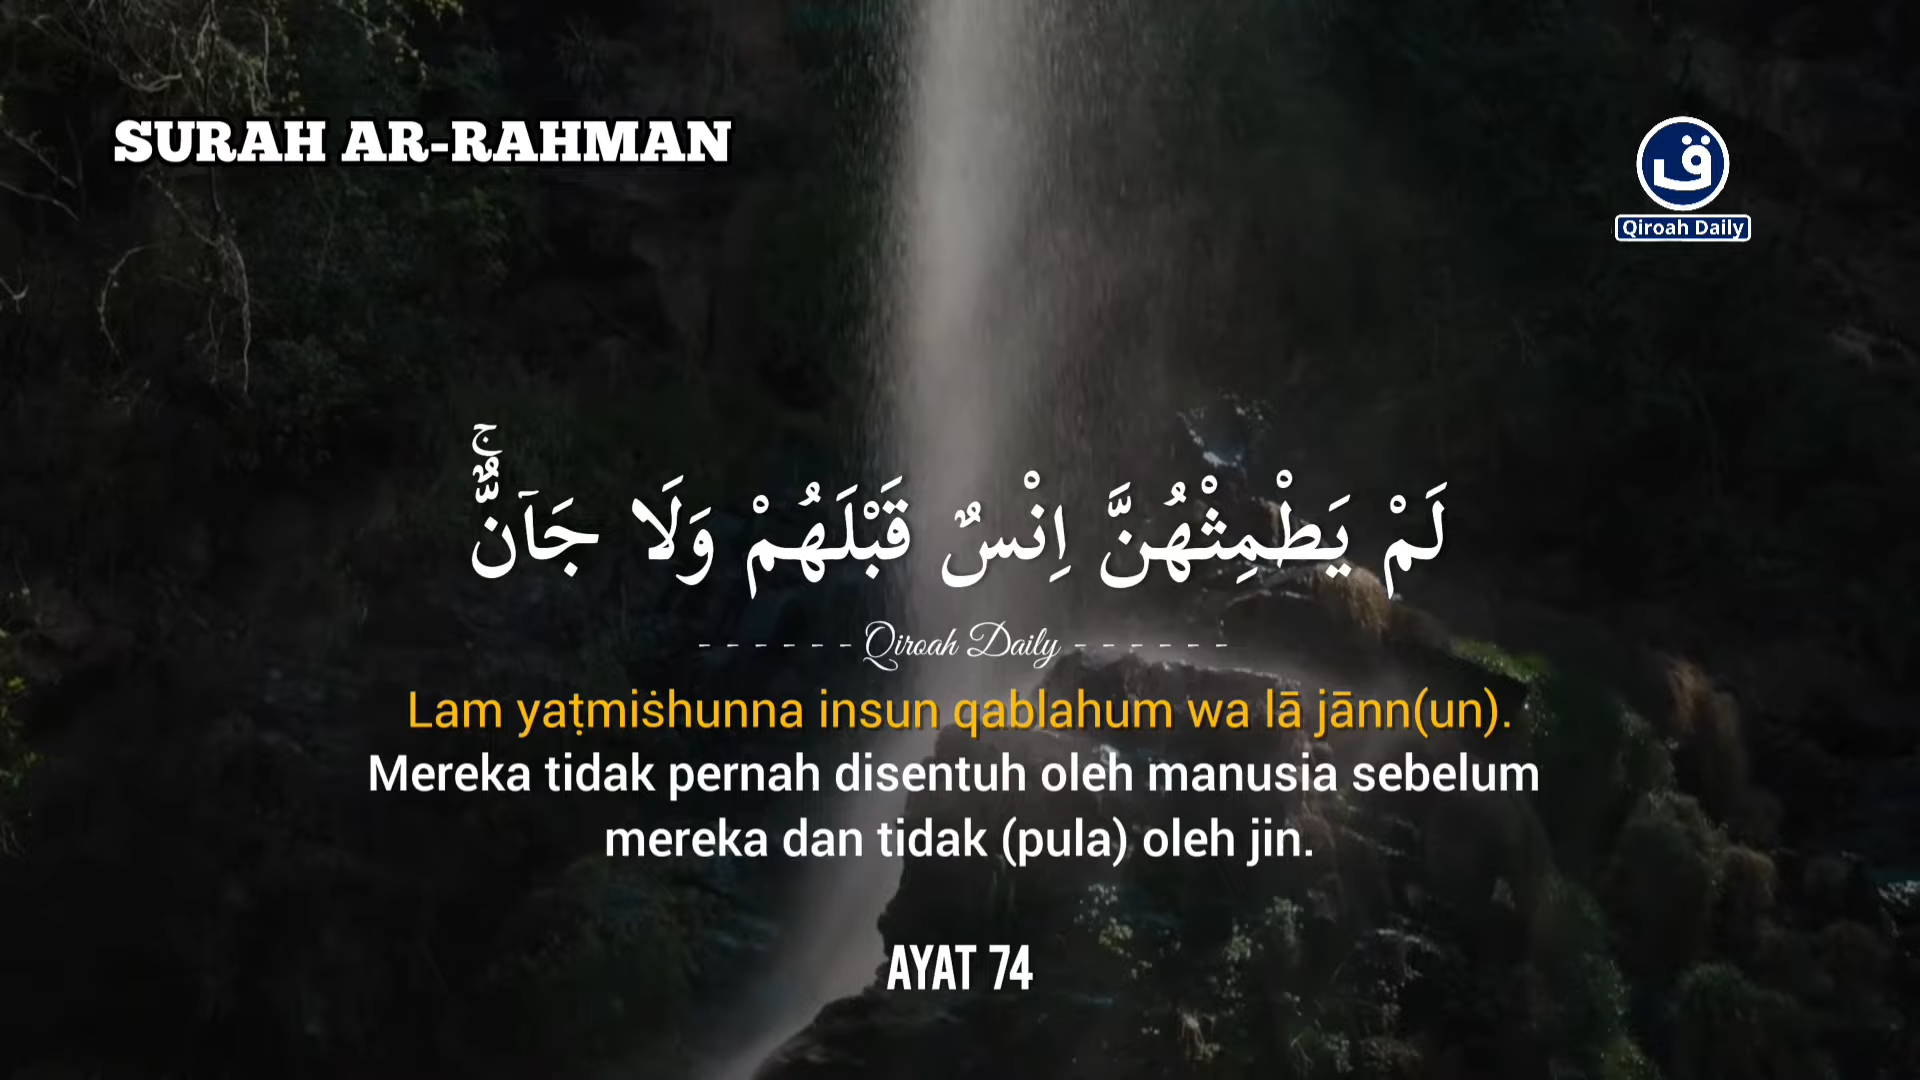 SURAH AR-RAHMAN
ق
Qiroah Daily
لَمْ يَطْمِثْهُنَّ اِنْسٌ قَبْلَهُمْ وَلَا جَاۤنٌّۚ
- - - - - - Qiroah Daily - - - - - -
Lam yaṭmiṡhunna insun qablahum wa lā jānn(un).
Mereka tidak pernah disentuh oleh manusia sebelum
mereka dan tidak (pula) oleh jin.
AYAT 74